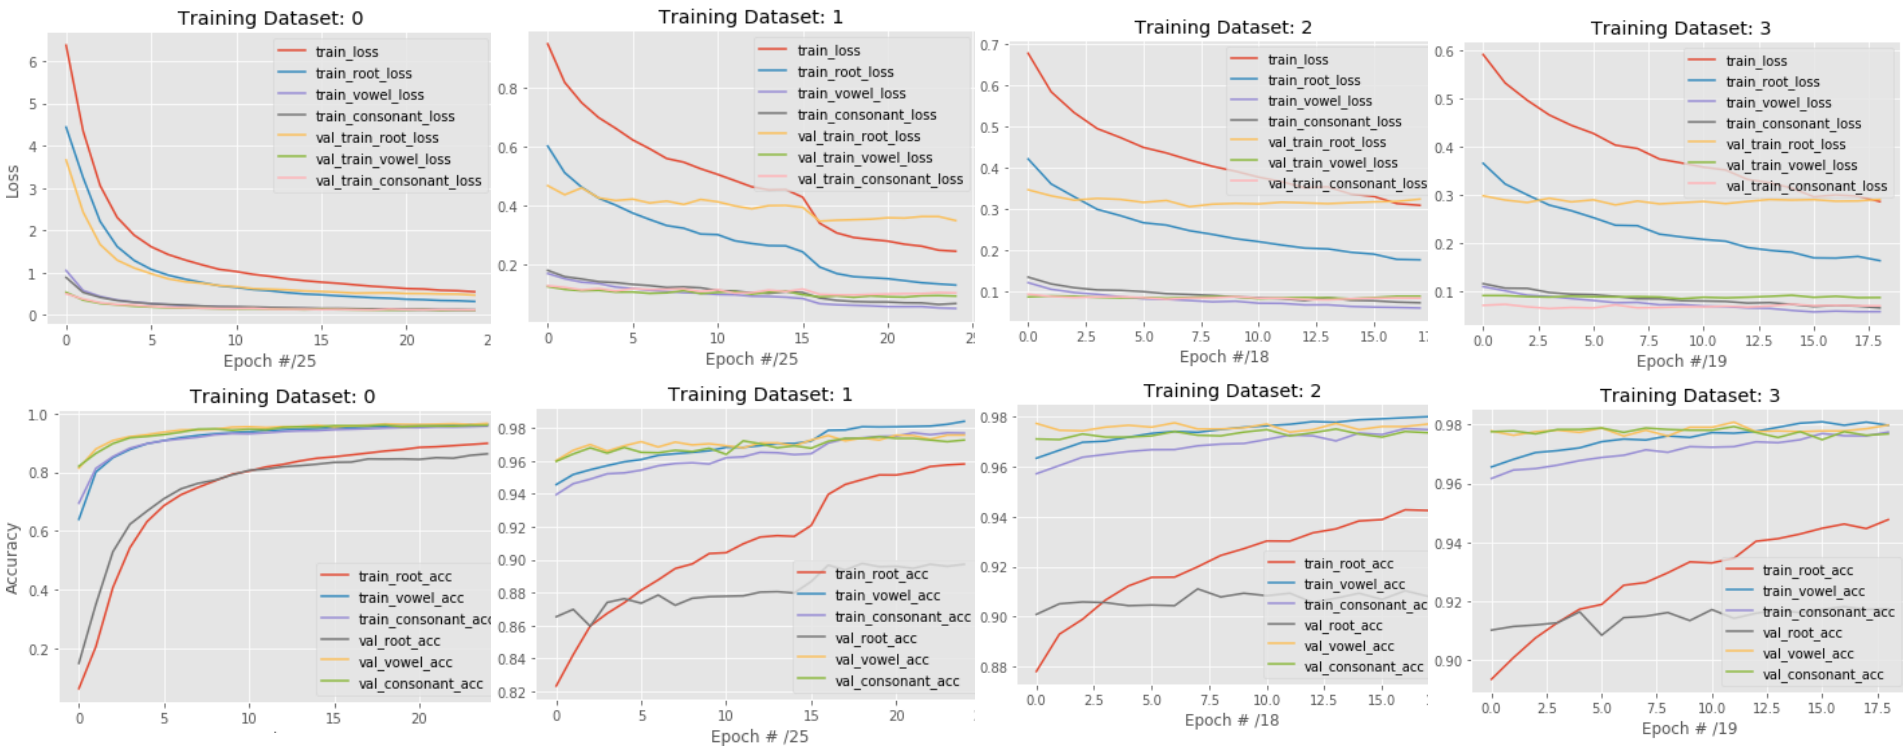 Training Dataset: 0
6
5
4
3
2
1
0
Loss
train_loss
train_root_loss
train_vowel_loss
train_consonant_loss
val_train_root_loss
val_train_vowel_loss
val_train_consonant_loss
0 5 10 15 20 2
Epoch #/25
Training Dataset: 1
0.8
0.6
0.4
0.2
train_loss
train_root_loss
train_vowel_loss
train_consonant_loss
val_train_root_loss
val_train_vowel_loss
val_train_consonant_loss
0 5 10 15 20 25
Epoch #/25
Training Dataset: 2
0.7
0.6
0.5
0.4
0.3
0.2
0.1
train_loss
train_root_loss
train_vowel_loss
train_consonant_loss
val_train_root_loss
val_train_vowel_loss
val_train_consonant_loss
0.0 2.5 5.0 7.5 10.0 12.5 15.0 17
Epoch #/18
Training Dataset: 3
0.6
0.5
0.4
0.3
0.2
0.1
train_loss
train_root_loss
train_vowel_loss
train_consonant_loss
val_train_root_loss
val_train_vowel_loss
val_train_consonant_loss
0.0 2.5 5.0 7.5 10.0 12.5 15.0 17.5
Epoch #/19
Training Dataset: 0
1.0
0.8
0.6
0.4
0.2
Accuracy
train_root_acc
train_vowel_acc
train_consonant_acc
val_root_acc
val_vowel_acc
val_consonant_acc
0 5 10 15 20
Training Dataset: 1
0.98
0.96
0.94
0.92
0.90
0.88
0.86
0.84
0.82
train_root_acc
train_vowel_acc
train_consonant_acc
val_root_acc
val_vowel_acc
val_consonant_acc
0 5 10 15 20
Epoch # /25
Training Dataset: 2
0.98
0.96
0.94
0.92
0.90
0.88
train_root_acc
train_vowel_acc
train_consonant_acc
val_root_acc
val_vowel_acc
val_consonant_acc
0.0 2.5 5.0 7.5 10.0 12.5 15.0 17
Epoch # /18
Training Dataset: 3
0.98
0.96
0.94
0.92
0.90
train_root_acc
train_vowel_acc
train_consonant_acc
val_root_acc
val_vowel_acc
val_consonant_acc
0.0 2.5 5.0 7.5 10.0 12.5 15.0 17.5
Epoch # /19